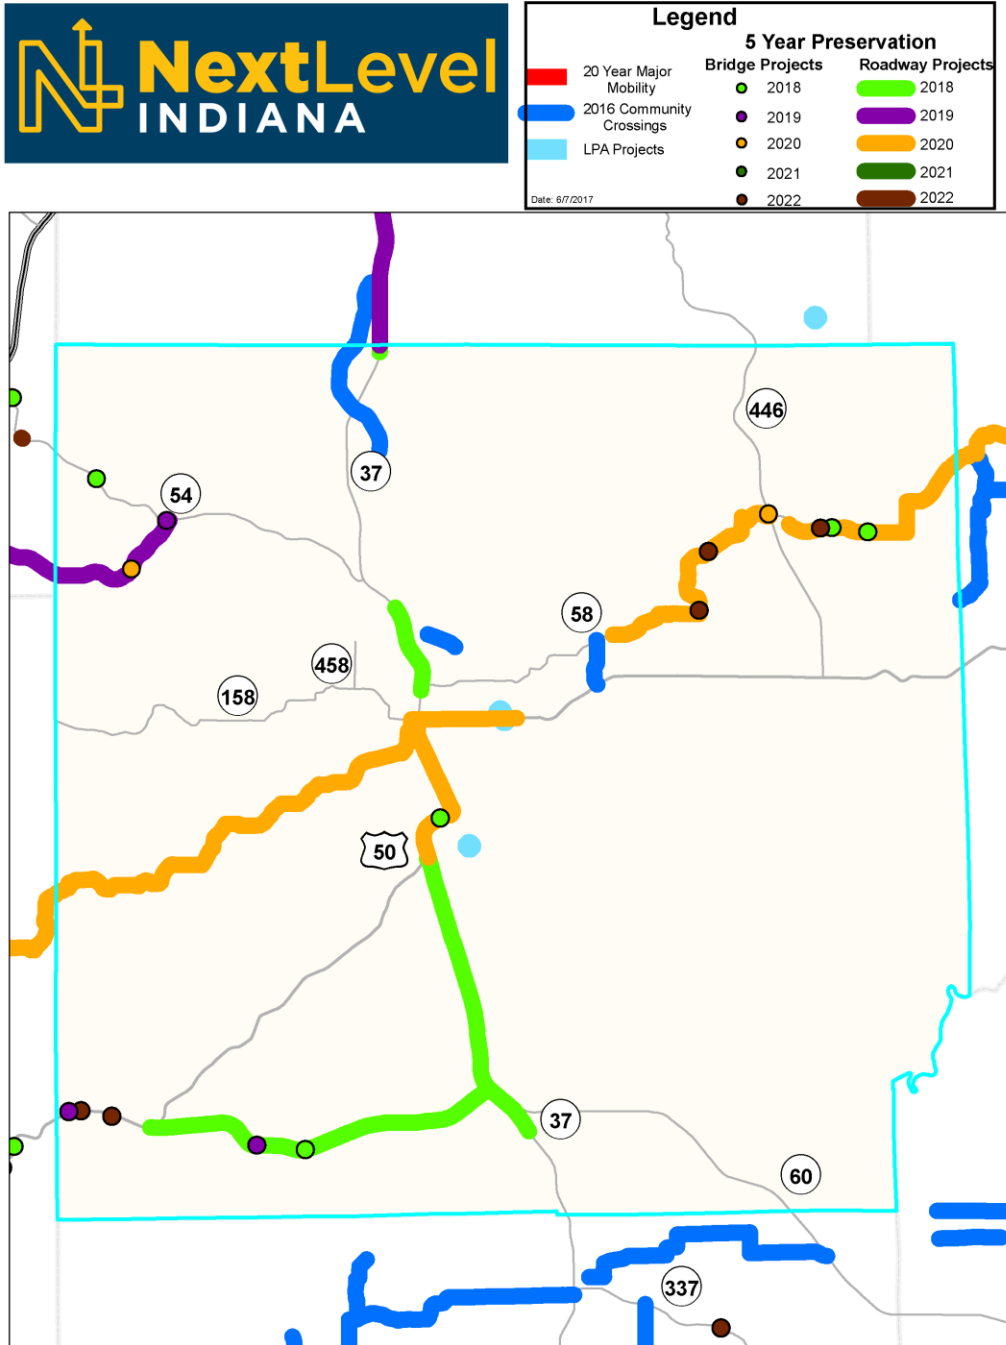 NextLevel
INDIANA
Legend
5 Year Preservation
20 Year Major
Mobility
2016 Community
Crossings
LPA Projects
Date: 6/7/2017
Bridge Projects
2018
2019
2020
2021
2022
Roadway Projects
2018
2019
2020
2021
2022
446
37
54
58
458
158
50
37
60
337